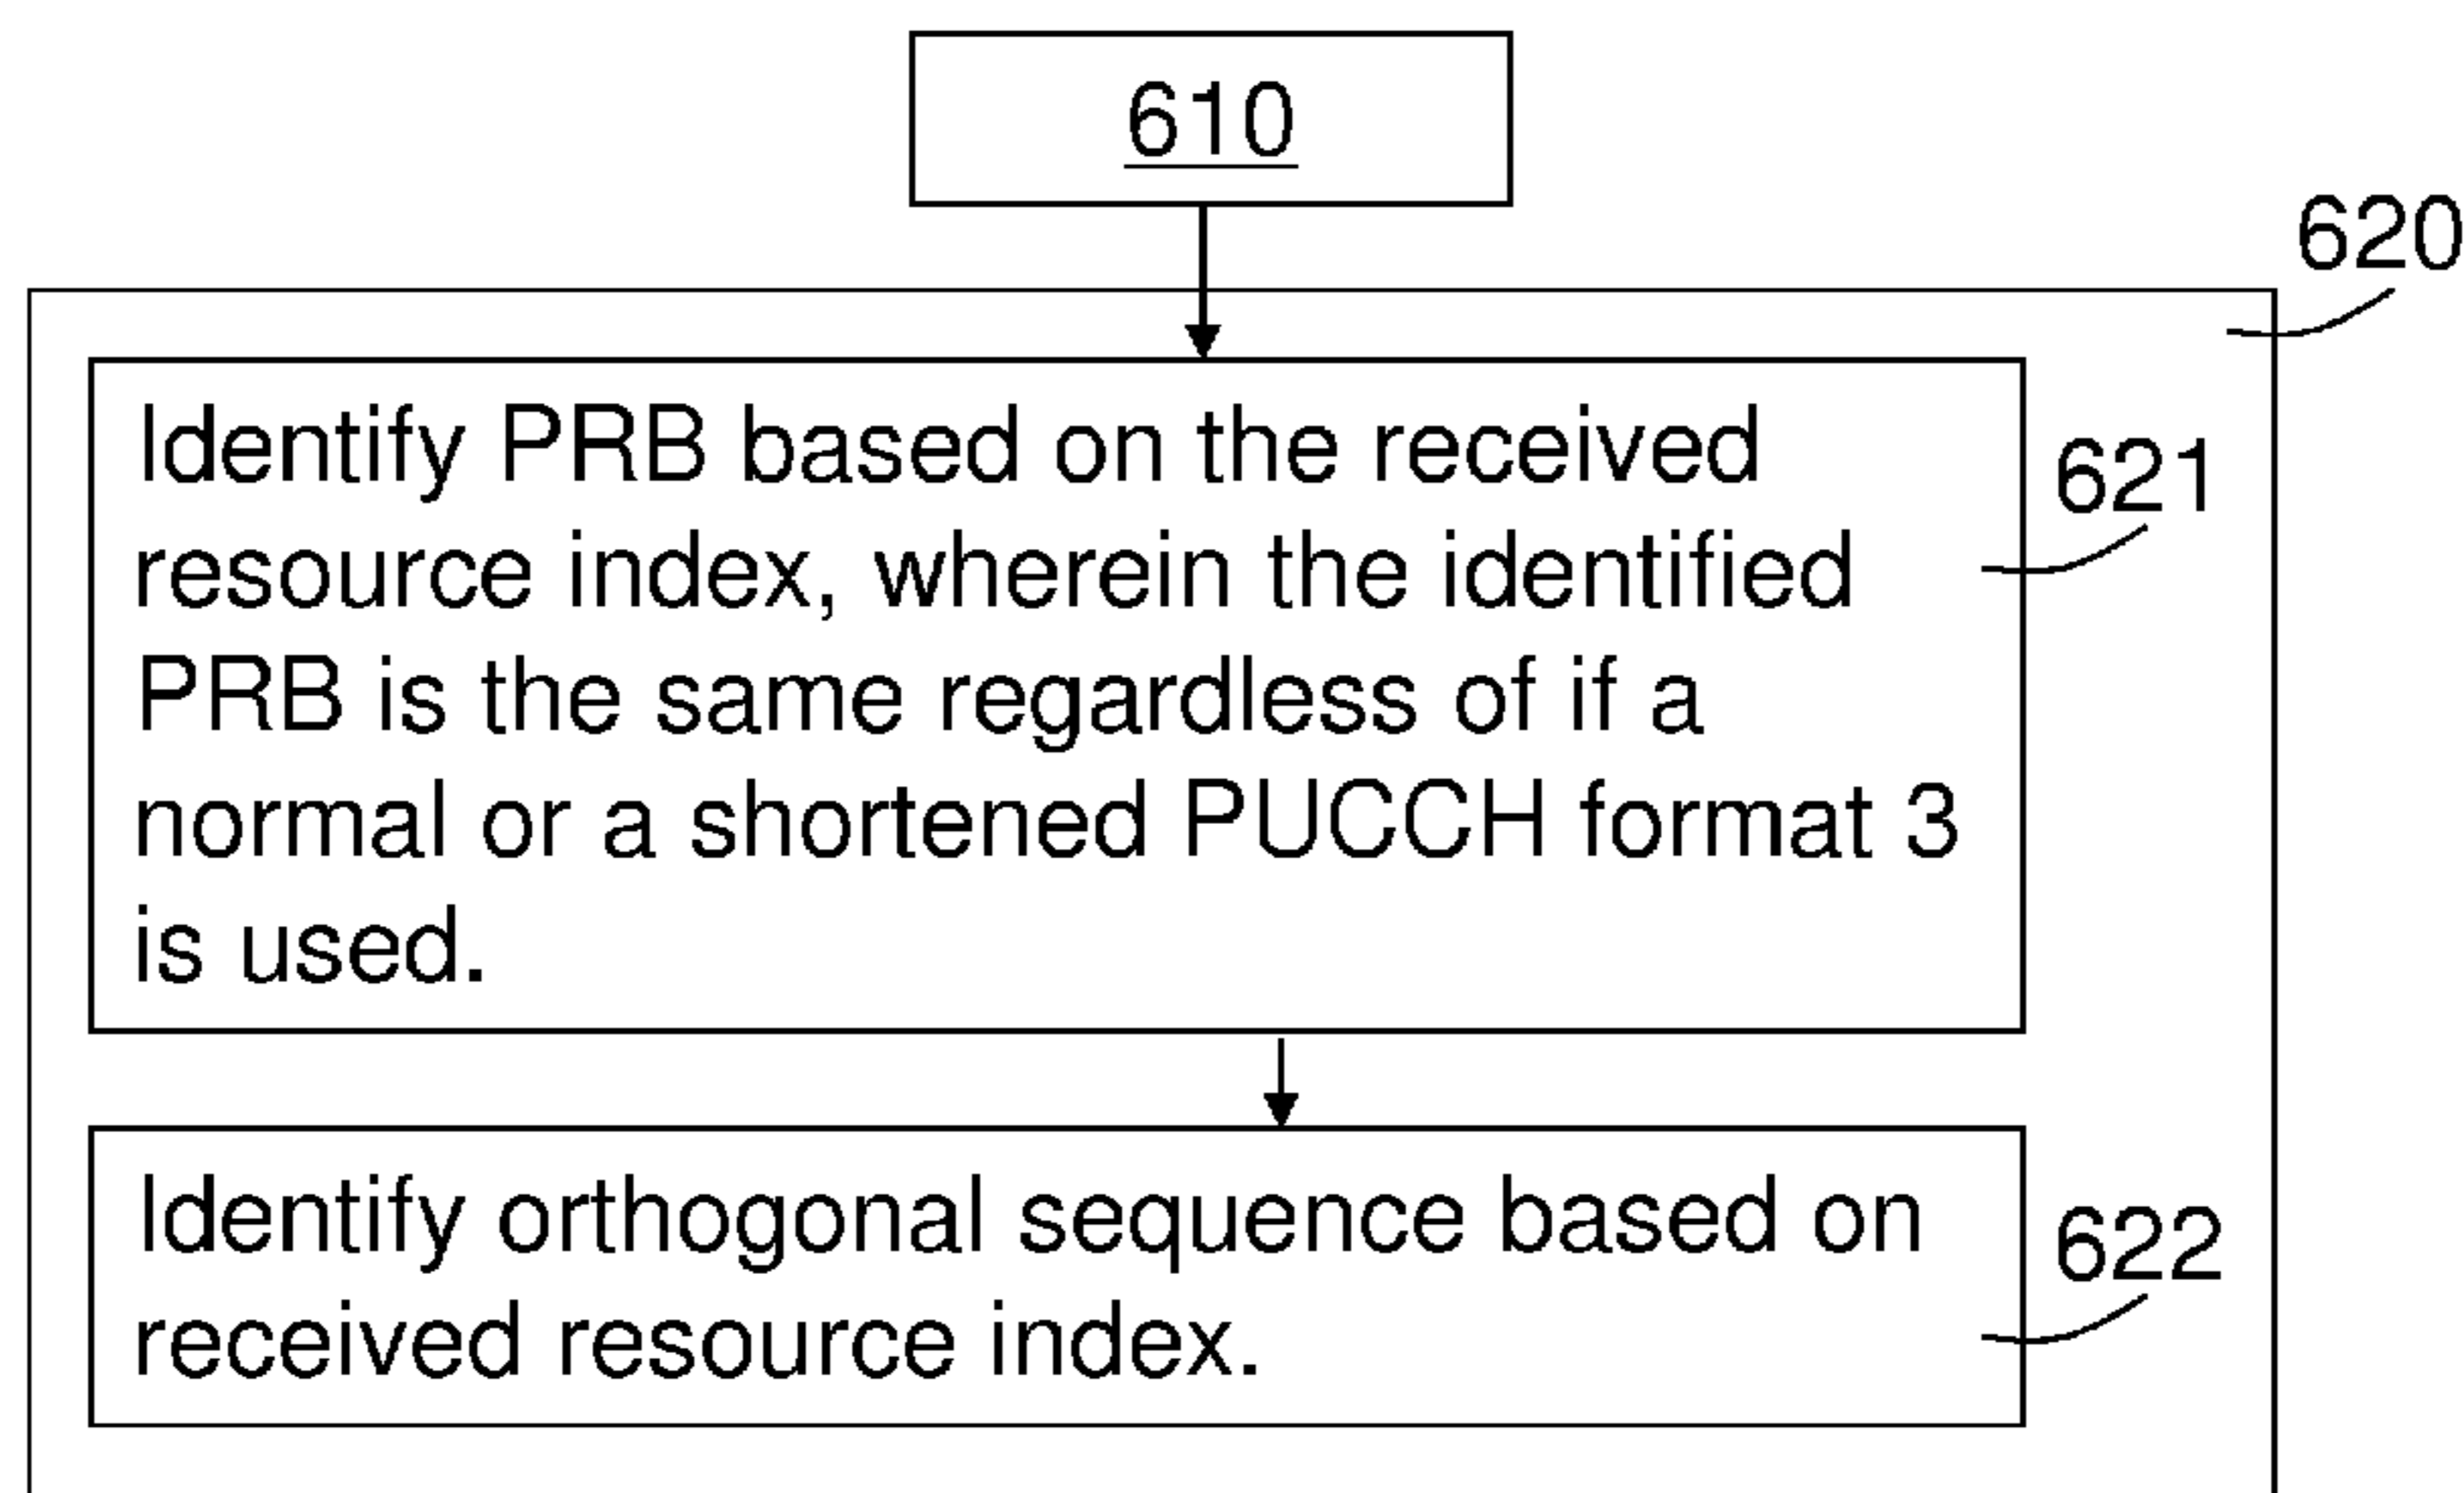 610
620
Identify PRB based on the received
resource index, wherein the identified
PRB is the same regardless of if a
normal or a shortened PUCCH format 3
is used.
621
Identify orthogonal sequence based on
received resource index.
622